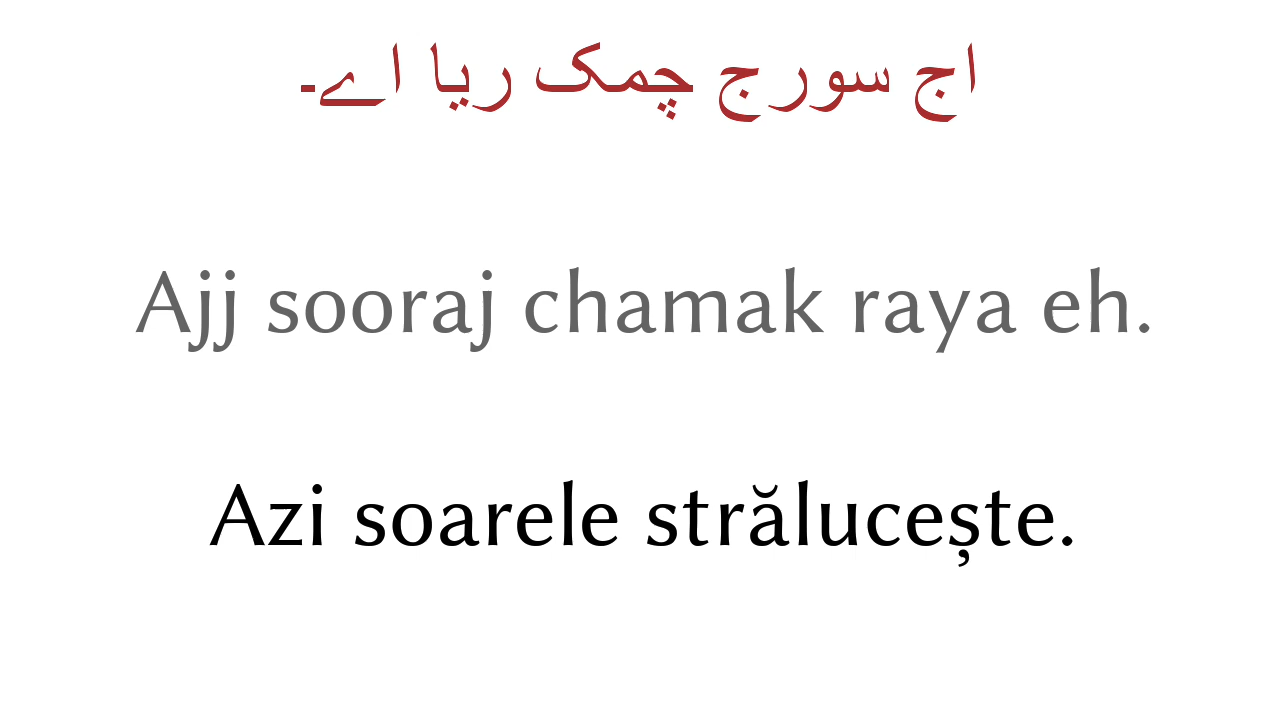 اج سورج چمک ریا اے۔
Ajj sooraj chamak raya eh.
Azi soarele strălucește.